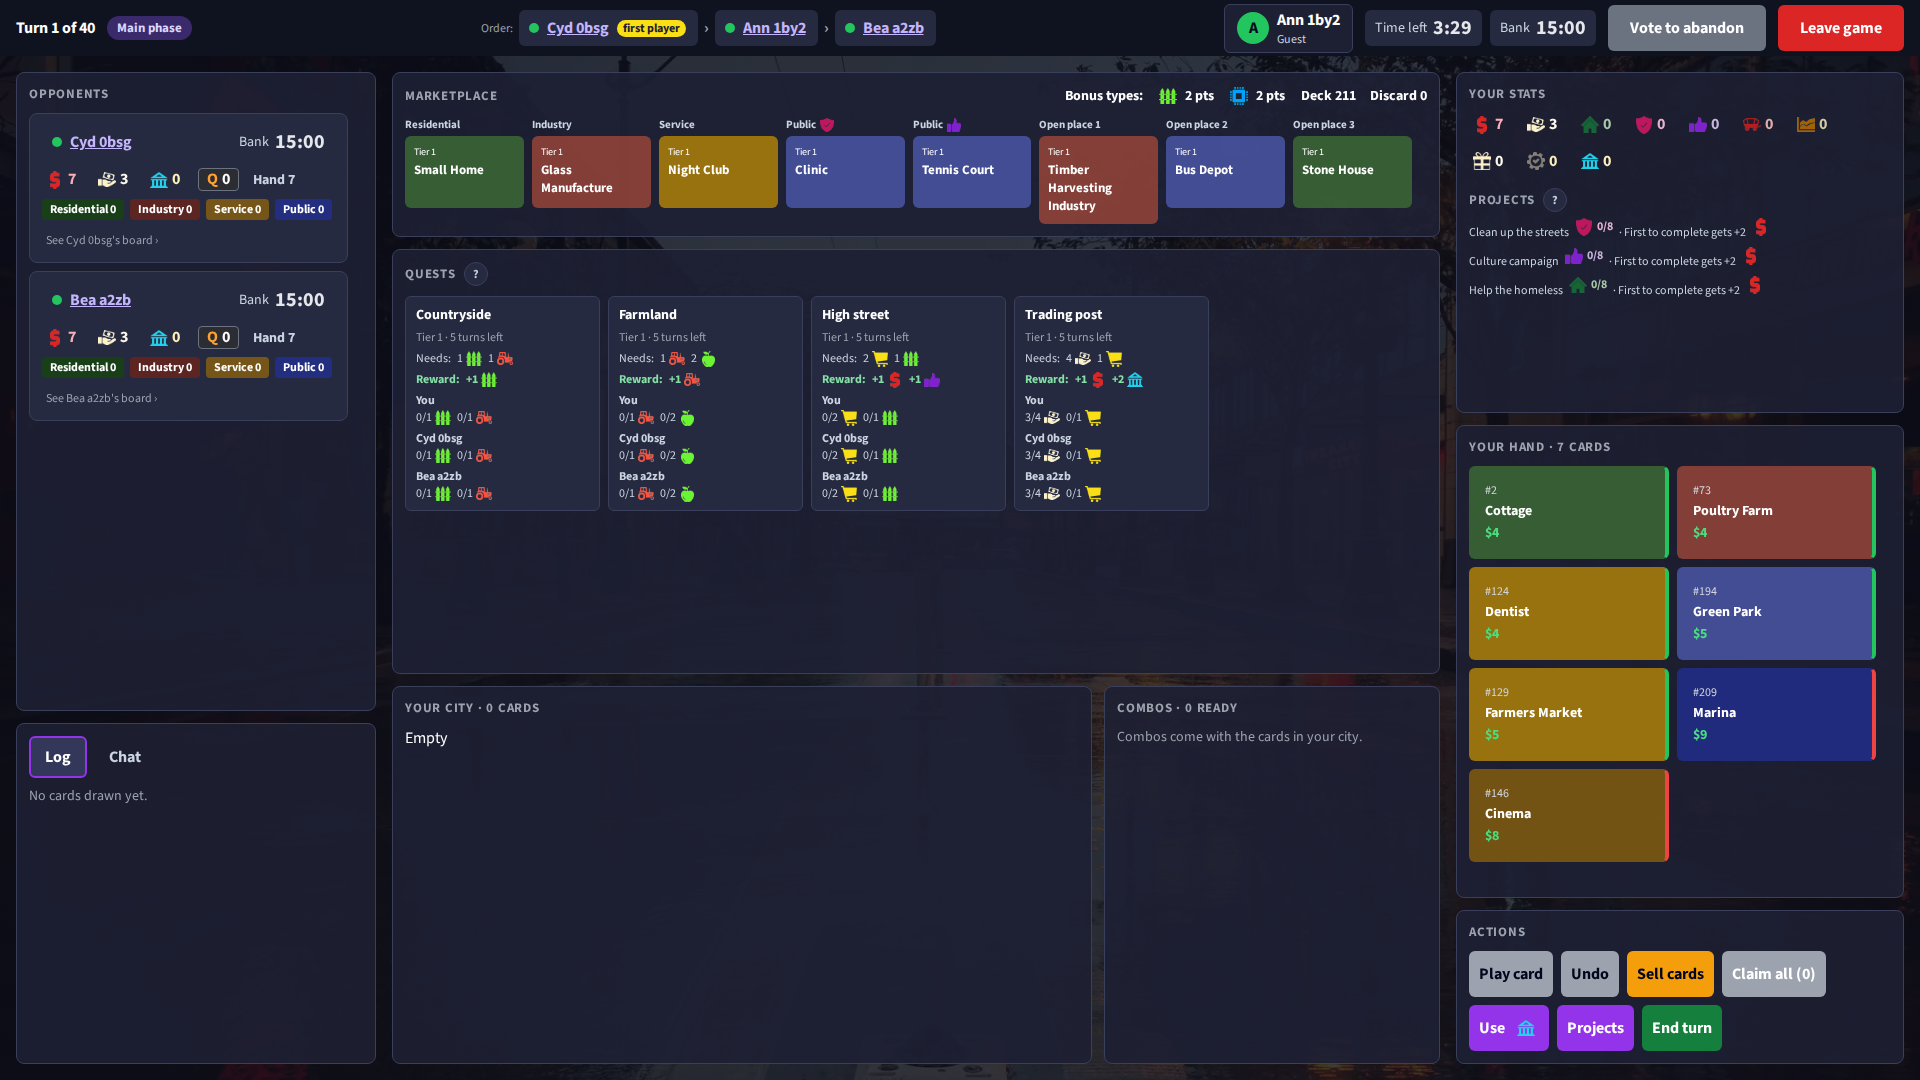 Turn 1 of 40
Main phase
Order:
Cyd 0bsg first player › Ann 1by2 › Bea a2zb
A
Ann 1by2
Guest
Time left 3:29
Bank 15:00
Vote to abandon
Leave game
OPPONENTS
Cyd 0bsg
Bank 15:00
7 3 0 Q 0 Hand 7
Residential 0 Industry 0 Service 0 Public 0
See Cyd 0bsg's board ›
Bea a2zb
Bank 15:00
7 3 0 Q 0 Hand 7
Residential 0 Industry 0 Service 0 Public 0
See Bea a2zb's board ›
Log
Chat
No cards drawn yet.
MARKETPLACE
Bonus types: 2 pts 2 pts Deck 211 Discard 0
Residential
Tier 1
Small Home
Industry
Tier 1
Glass
Manufacture
Service
Tier 1
Night Club
Public
Tier 1
Clinic
Public
Tier 1
Tennis Court
Open place 1
Tier 1
Timber
Harvesting
Industry
Open place 2
Tier 1
Bus Depot
Open place 3
Tier 1
Stone House
QUESTS ?
Countryside
Tier 1 · 5 turns left
Needs: 1 1
Reward: +1
You
0/1 0/1
Cyd 0bsg
0/1 0/1
Bea a2zb
0/1 0/1
Farmland
Tier 1 · 5 turns left
Needs: 1 2
Reward: +1
You
0/1 0/2
Cyd 0bsg
0/1 0/2
Bea a2zb
0/1 0/2
High street
Tier 1 · 5 turns left
Needs: 2 1
Reward: +1 $ +1
You
0/2 0/1
Cyd 0bsg
0/2 0/1
Bea a2zb
0/2 0/1
Trading post
Tier 1 · 5 turns left
Needs: 4 1
Reward: +1 $ +2
You
3/4 0/1
Cyd 0bsg
3/4 0/1
Bea a2zb
3/4 0/1
YOUR CITY · 0 CARDS
Empty
COMBOS · 0 READY
Combos come with the cards in your city.
YOUR STATS
$ 7 3 0 0 0 0 0
0 0 0
PROJECTS ?
Clean up the streets 0/8 · First to complete gets +2 $
Culture campaign 0/8 · First to complete gets +2 $
Help the homeless 0/8 · First to complete gets +2 $
YOUR HAND · 7 CARDS
#2
Cottage
$4
#73
Poultry Farm
$4
#124
Dentist
$4
#194
Green Park
$5
#129
Farmers Market
$5
#209
Marina
$9
#146
Cinema
$8
ACTIONS
Play card
Undo
Sell cards
Claim all (0)
Use
Projects
End turn